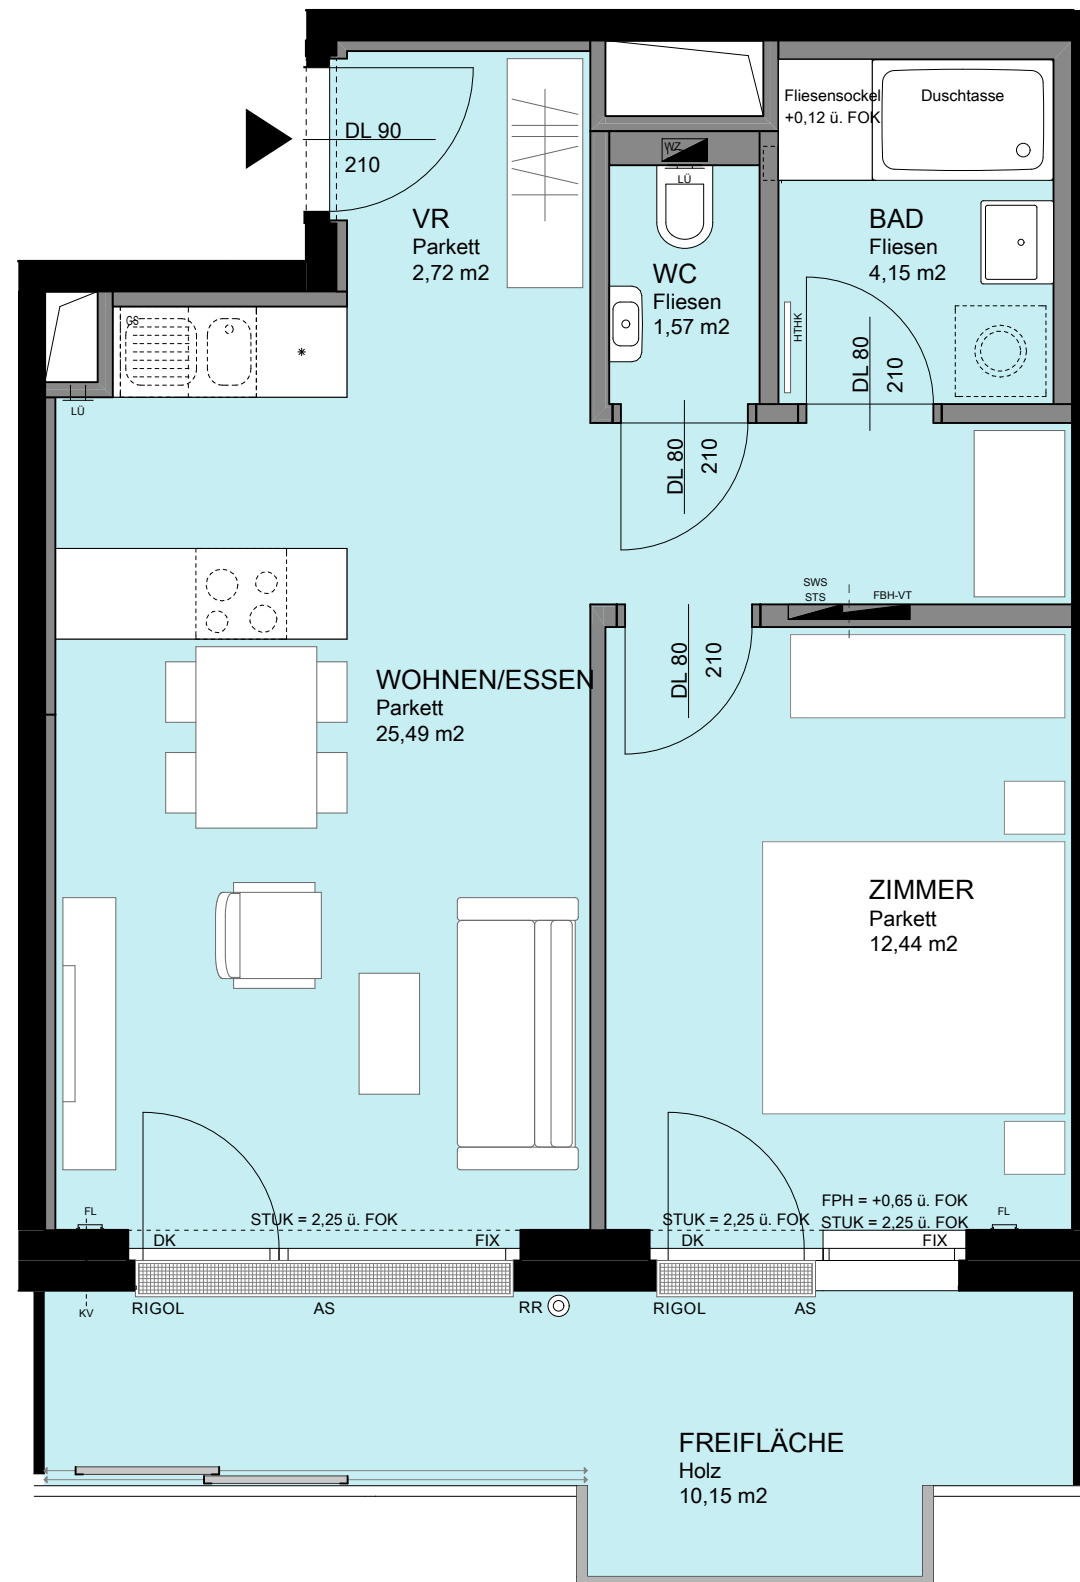 Fliesensockel
+0,12 ü. FOK
Duschtasse
DL 90
210
WZ
LÜ
VR
Parkett
2,72 m2
BAD
Fliesen
4,15 m2
WC
Fliesen
1,57 m2
GS
HTHK
DL 80
210
LÜ
DL 80
210
SWS
STS
FBH-VT
DL 80
210
WOHNEN/ESSEN
Parkett
25,49 m2
ZIMMER
Parkett
12,44 m2
FPH = +0,65 ü. FOK
STUK = 2,25 ü. FOK
FL
STUK = 2,25 ü. FOK
STUK = 2,25 ü. FOK
FL
DK
FIX
DK
FIX
KV
RIGOL
AS
RR
RIGOL
AS
FREIFLÄCHE
Holz
10,15 m2